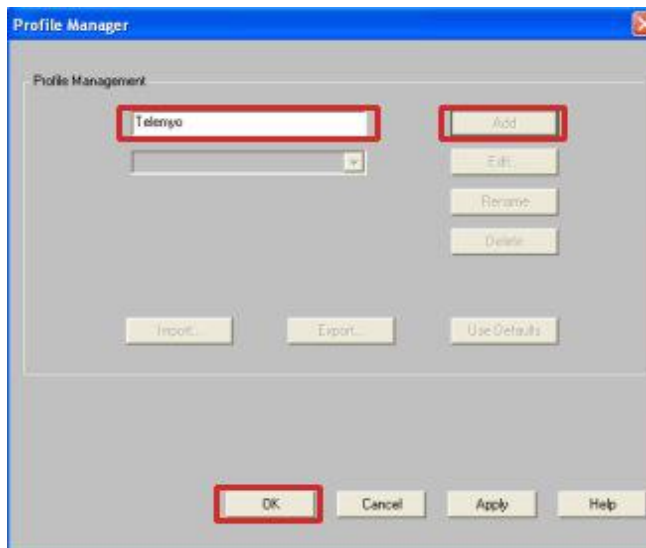 Profile Manager
Profile Management
Telemyo Add
Edit...
Rename
Delete
Import... Export... Use Defaults
OK Cancel Apply Help